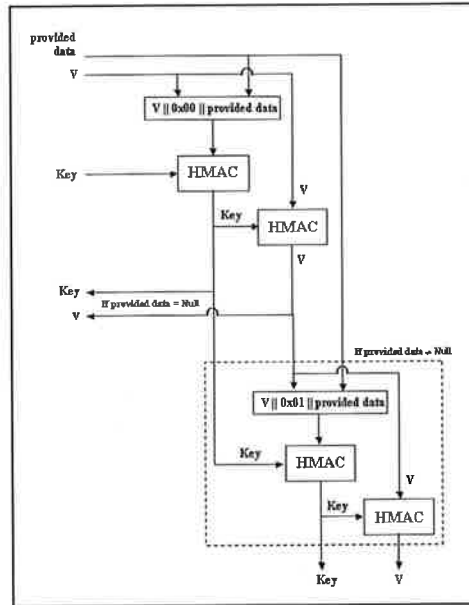 provided
data
V
V || 0x00 || provided data
Key
HMAC
V
Key
HMAC
V
Key
If provided data = Null
V
If provided data ≠ Null
V || 0x01 || provided data
Key
HMAC
V
Key
HMAC
Key
V